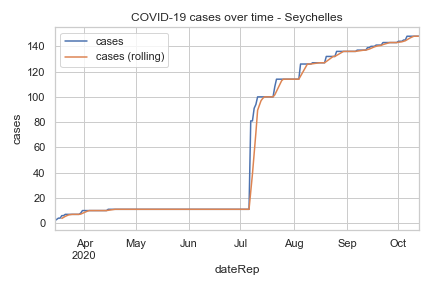 COVID-19 cases over time - Seychelles
cases
cases (rolling)
140
120
100
80
60
40
20
0
cases
Apr
2020
May
Jun
Jul
Aug
Sep
Oct
dateRep